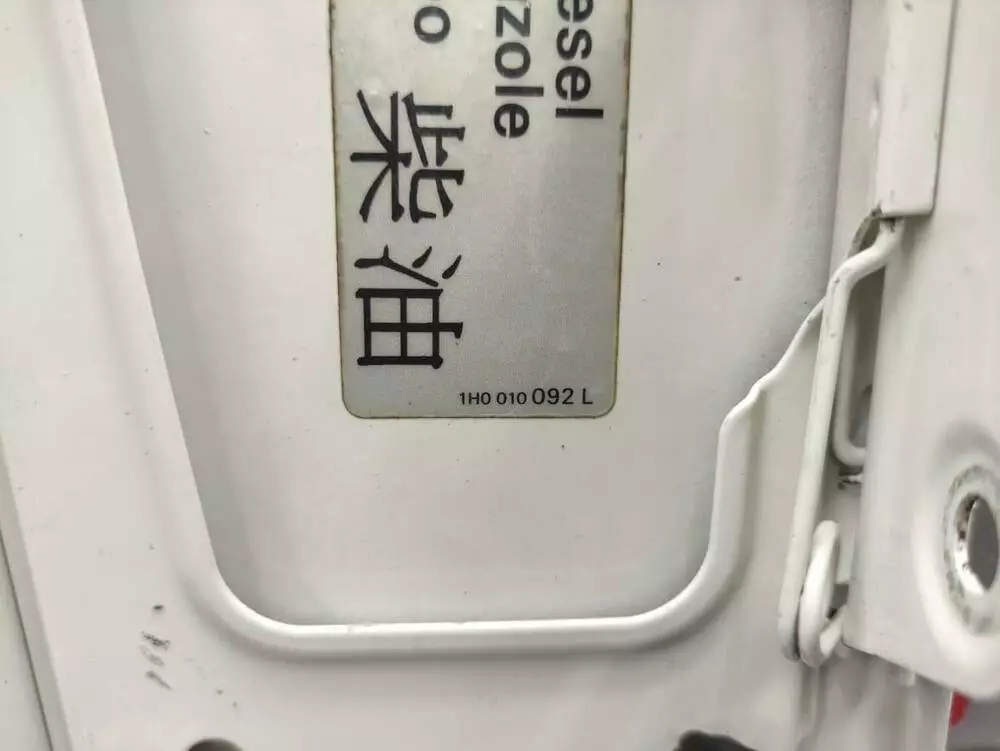 esel
zole
o 柴油
1H0 010 092 L